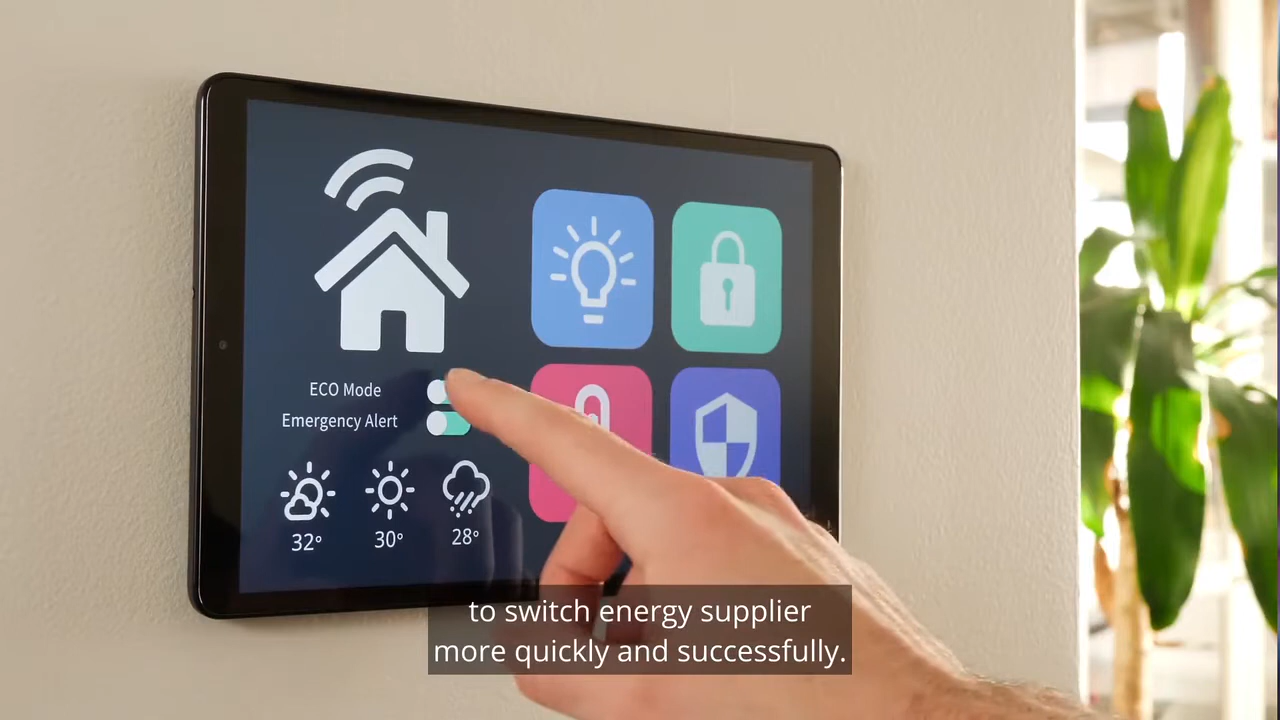 ECO Mode
Emergency Alert
32°
30°
28°
to switch energy supplier
more quickly and successfully.